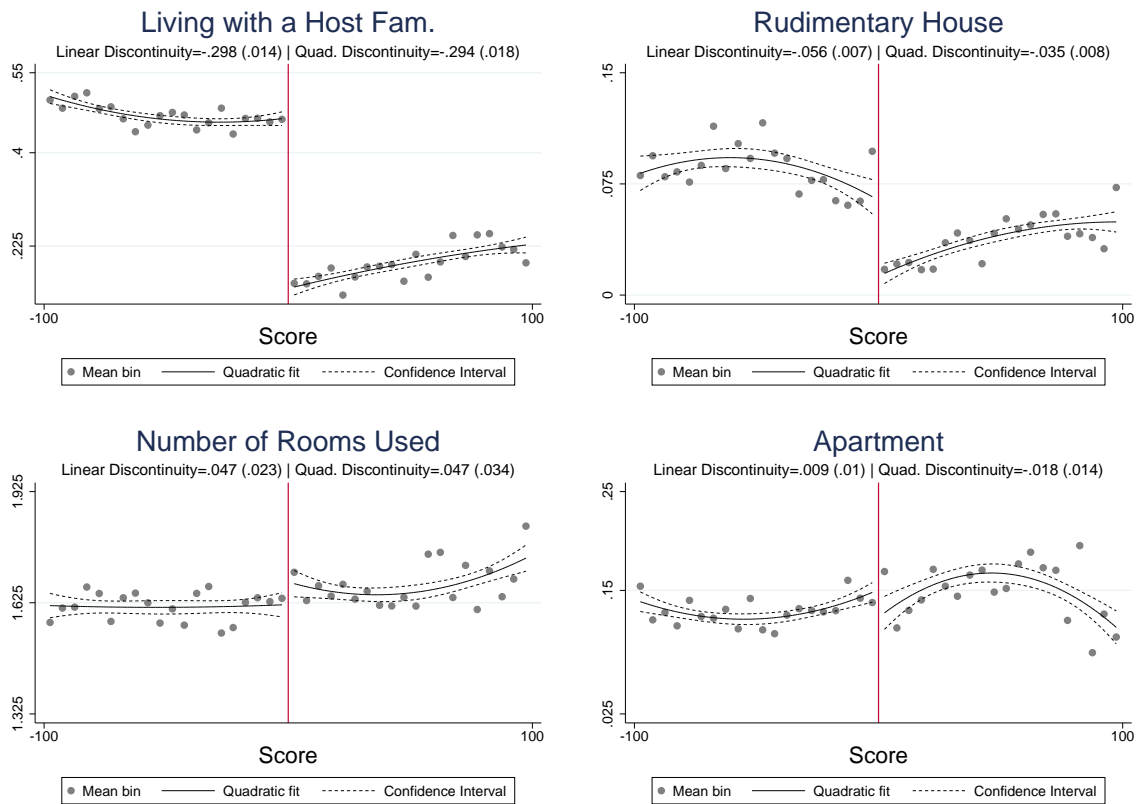 Living with a Host Fam.
Linear Discontinuity=-.298 (.014) | Quad. Discontinuity=-.294 (.018)
.55
.4
.225
-100
100
Score
Mean bin
Quadratic fit
Confidence Interval
Rudimentary House
Linear Discontinuity=-.056 (.007) | Quad. Discontinuity=-.035 (.008)
.15
.075
0
-100
100
Score
Mean bin
Quadratic fit
Confidence Interval
Number of Rooms Used
Linear Discontinuity=.047 (.023) | Quad. Discontinuity=.047 (.034)
1.925
1.625
1.325
-100
100
Score
Mean bin
Quadratic fit
Confidence Interval
Apartment
Linear Discontinuity=.009 (.01) | Quad. Discontinuity=-.018 (.014)
.25
.15
.025
-100
100
Score
Mean bin
Quadratic fit
Confidence Interval